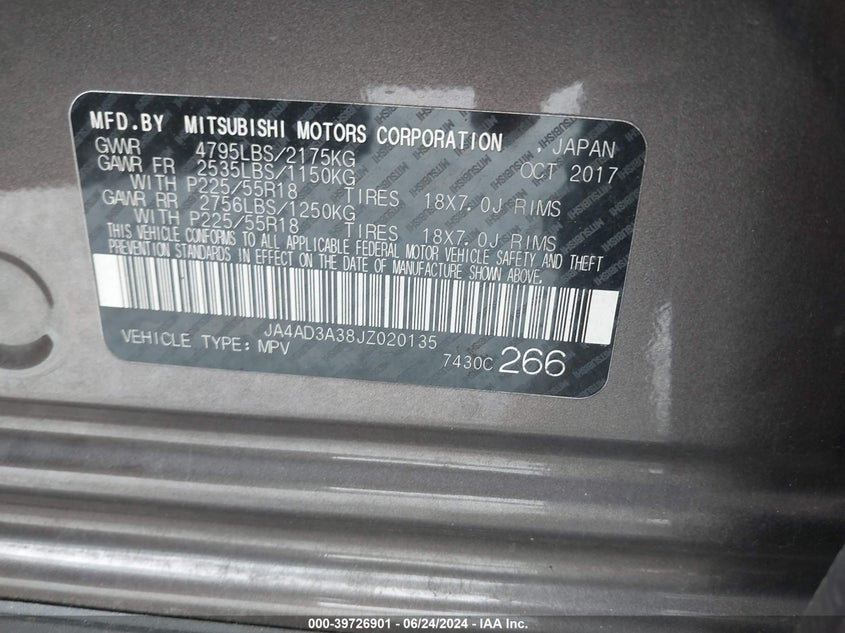 MFD.BY MITSUBISHI MOTORS CORPORATION , JAPAN
GVWR 4795LBS/2175KG OCT 2017
GAWR FR 2535LBS/1150KG
WITH P225/55R18 TIRES 18X7.0J RIMS
GAWR RR 2756LBS/1250KG
WITH P225/55R18 TIRES 18X7.0J RIMS
THIS VEHICLE CONFORMS TO ALL APPLICABLE FEDERAL MOTOR VEHICLE SAFETY AND THEFT
PREVENTION STANDARDS IN EFFECT ON THE DATE OF MANUFACTURE SHOWN ABOVE.
JA4AD3A38JZ020135
VEHICLE TYPE: MPV 7430C 266
000-39726901 - 06/24/2024 - IAA Inc.